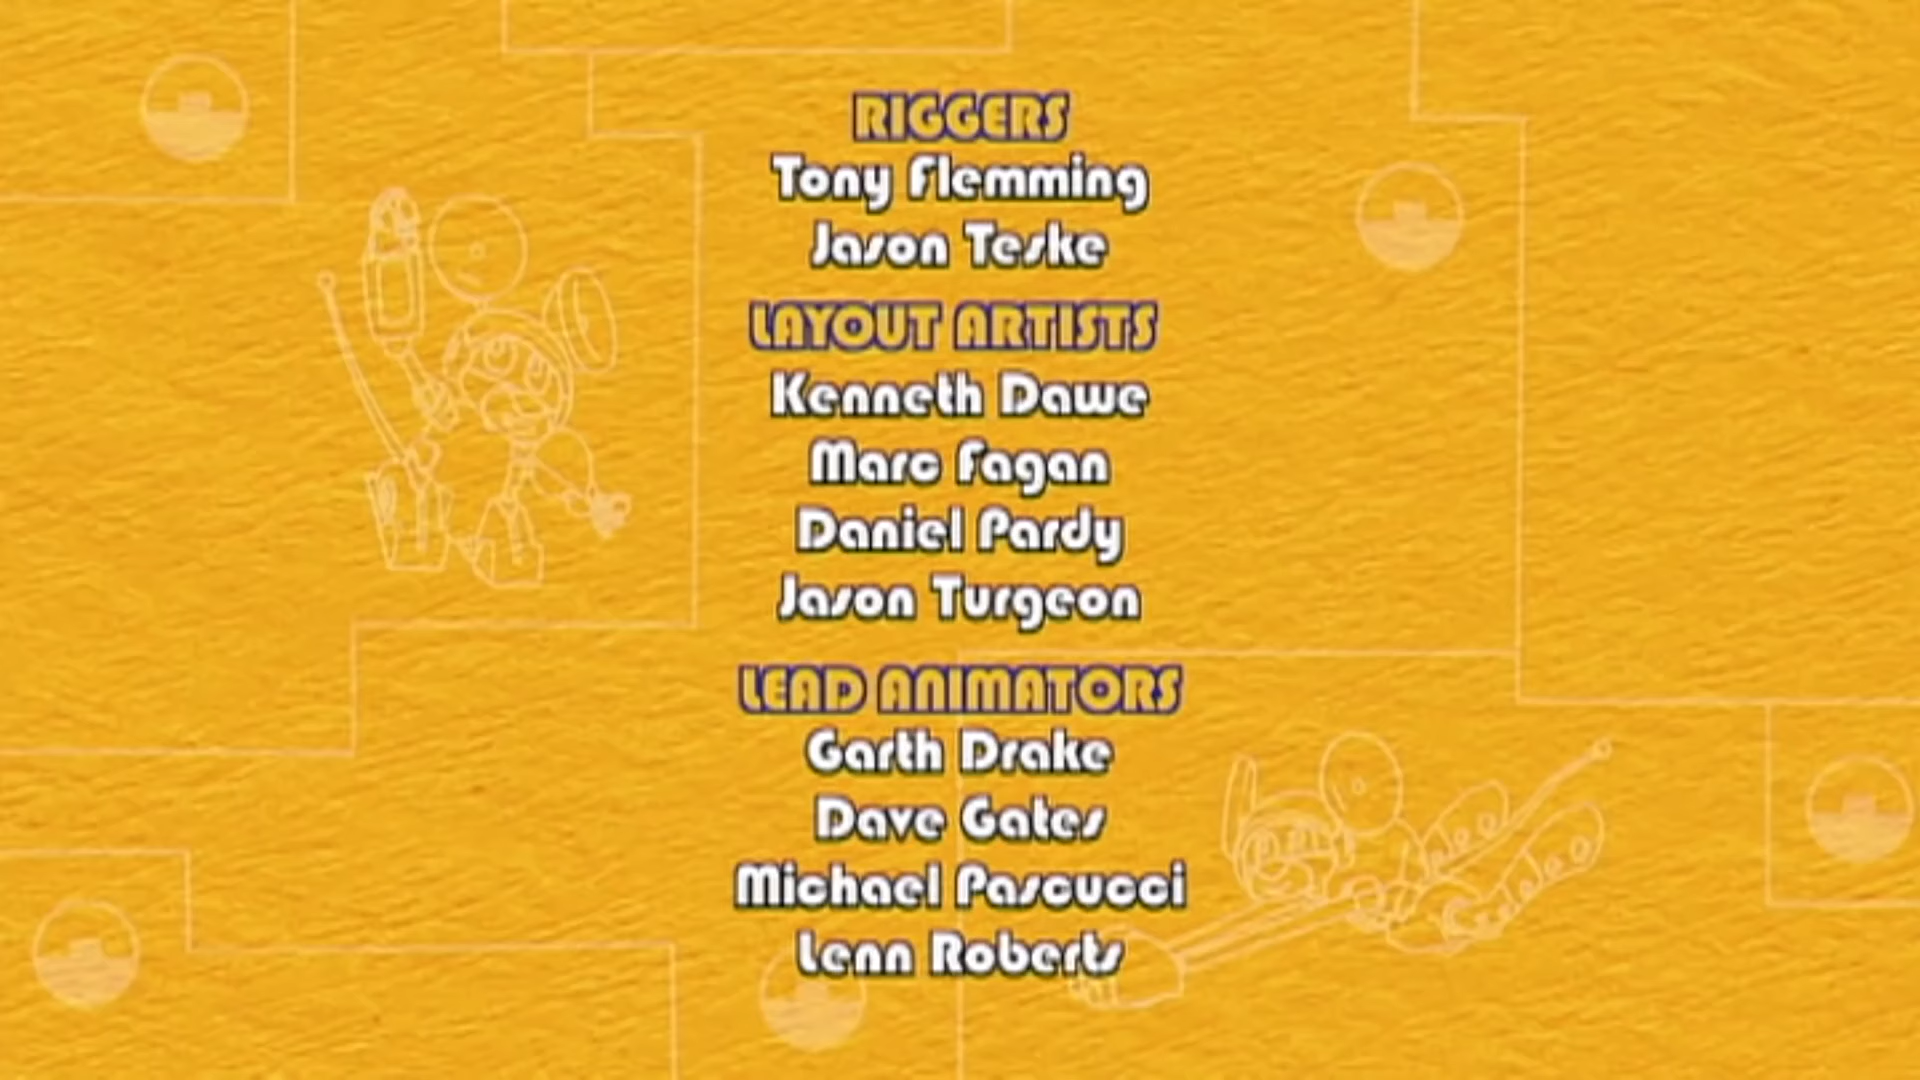 RIGGERS
Tony Flemming
Jason Teske
LAYOUT ARTISTS
Kenneth Dawe
Marc Fagan
Daniel Pardy
Jason Turgeon
LEAD ANIMATORS
Garth Drake
Dave Gates
Michael Pascucci
Lenn Roberts